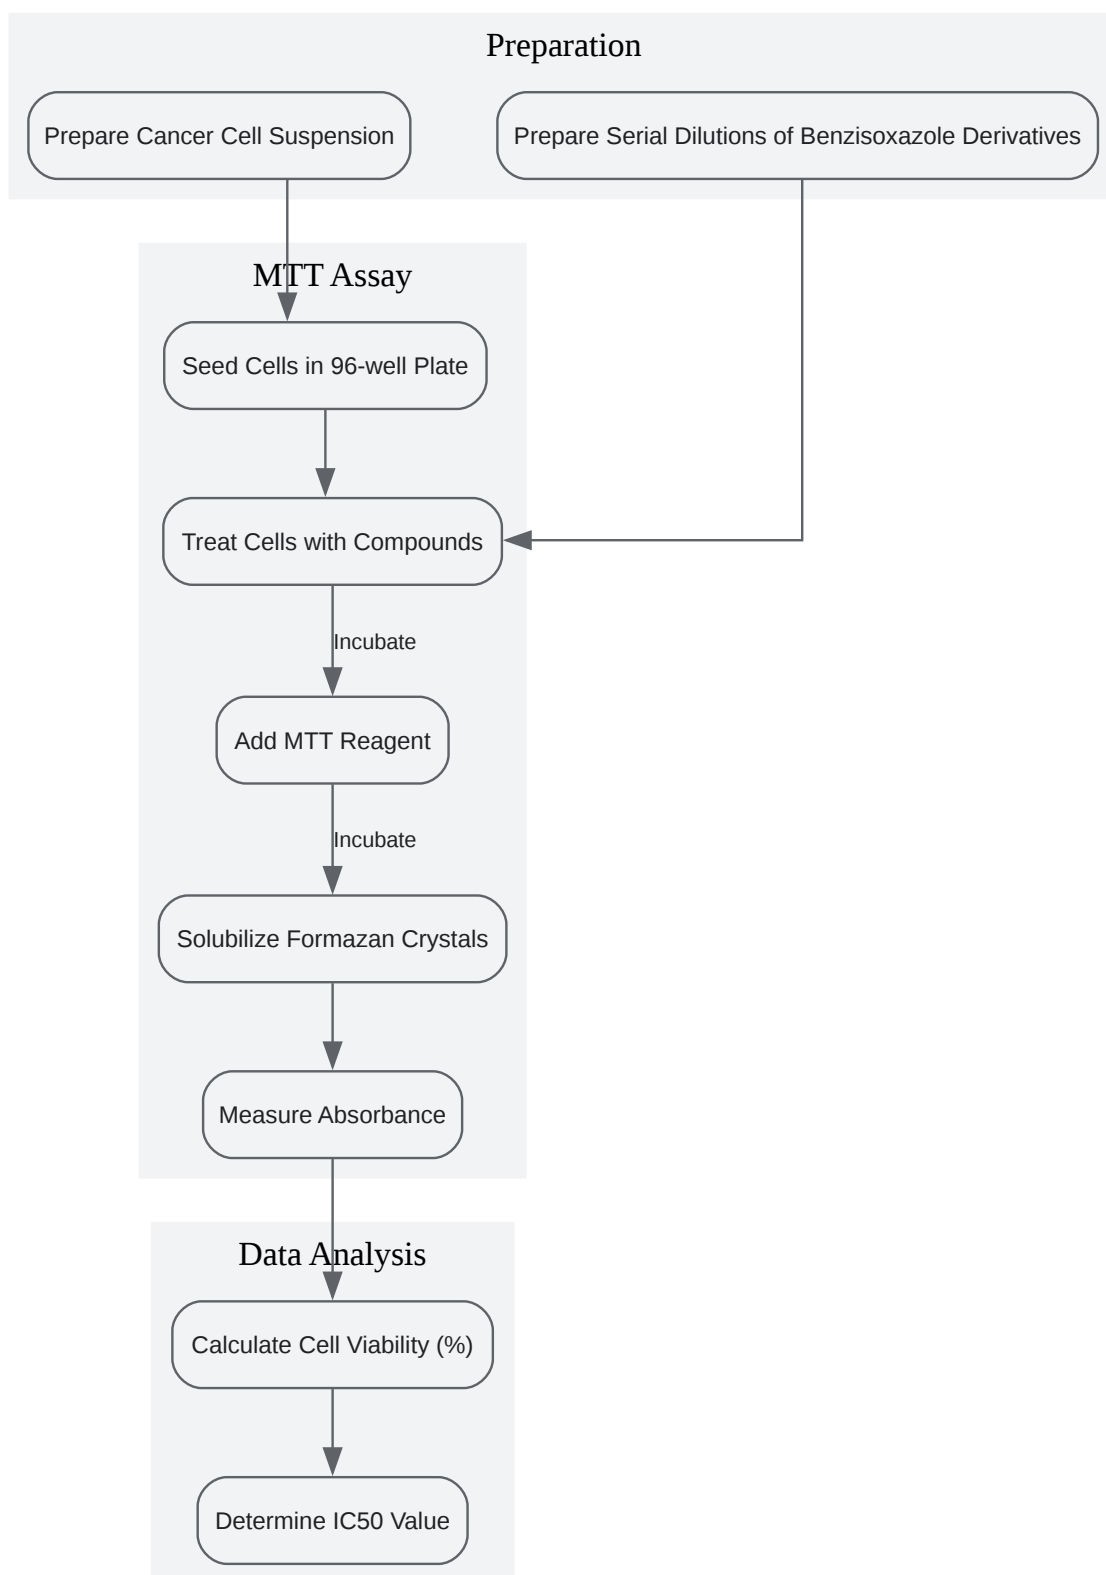 Preparation
Prepare Cancer Cell Suspension
Prepare Serial Dilutions of Benzisoxazole Derivatives
MTT Assay
Seed Cells in 96-well Plate
Treat Cells with Compounds
Incubate
Add MTT Reagent
Incubate
Solubilize Formazan Crystals
Measure Absorbance
Data Analysis
Calculate Cell Viability (%)
Determine IC50 Value